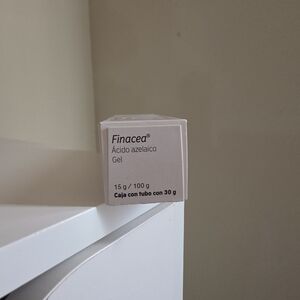 Finacea®
Ácido azelaico
Gel
15 g / 100 g
Caja con tubo con 30 g